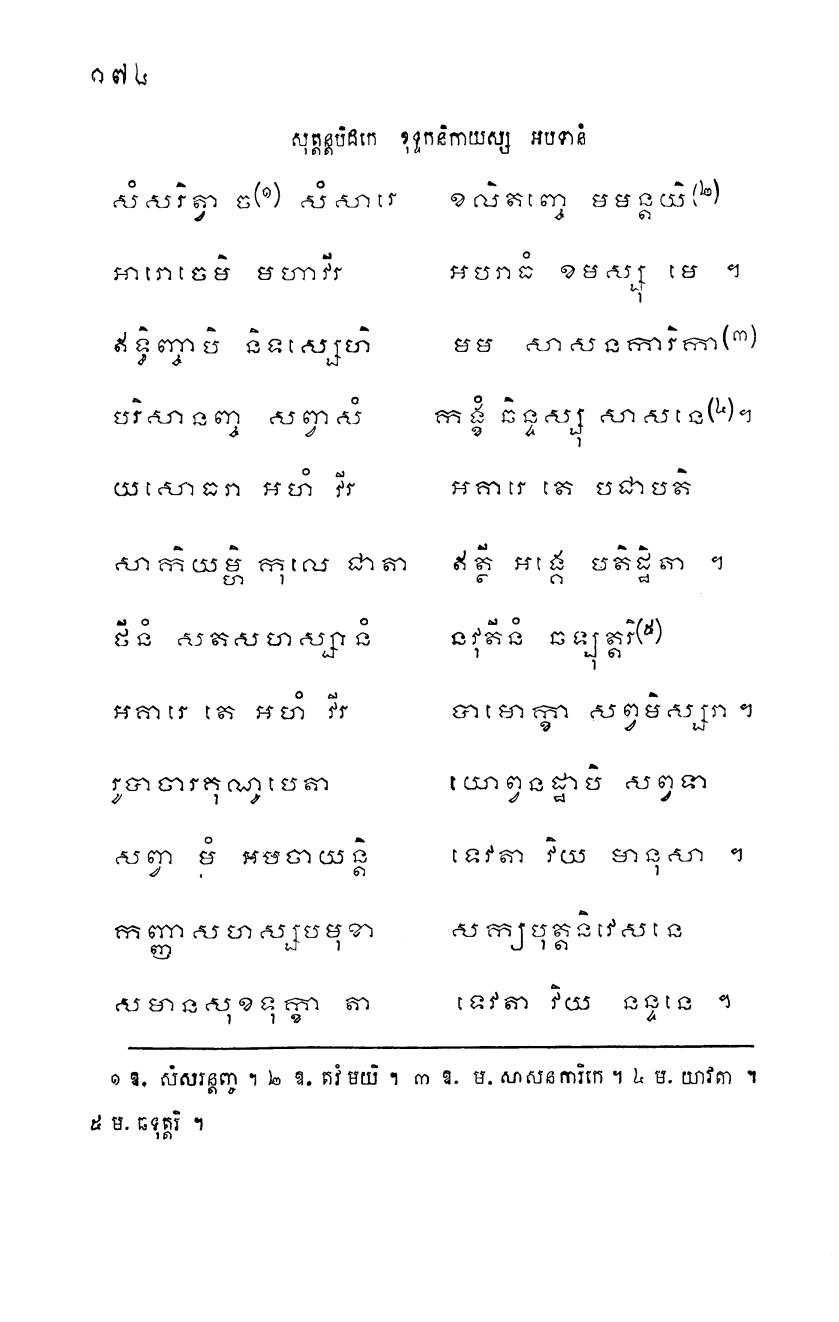 ១៧៤
សុត្តន្តបិដកេ ខុទ្ទកនិកាយស្ស អបទានំ
សំសរិត្វា ច(១) សំសារេ ខលិតញ្ចេ មមន្តយិ(២)
អារោចេមិ មហាវីរ អបរាធំ ខមស្សុ មេ ។
ឥទ្ធិញ្ចាបិ និទស្សេហិ មម សាសនការិកា(៣)
បរិសានញ្ច សព្វាសំ កង្ខំ ឆិន្ទស្សុ សាសនេ(៤)។
យសោធរា អហំ វីរ អគារេ តេ បជាបតិ
សាកិយម្ហិ កុលេ ជាតា ឥត្ថី អង្គេ បតិដ្ឋិតា ។
ថីនំ សតសហស្សានំ នវុតីនំ ឆឡុត្តរិ(៥)
អគារេ តេ អហំ វីរ បាមោក្ខា សព្វមិស្សរា ។
រូបាចារគុណូបេតា យោព្វនដ្ឋាបិ សព្វទា
សព្វា មុំ អបចាយន្តិ ទេវតា វិយ មានុសា ។
កញ្ញាសហស្សបមុខា សក្យបុត្តនិវេសនេ
សមានសុខទុក្ខា តា ទេវតា វិយ នន្ទនេ ។
១ ឱ. សំសរន្តញ្ច ។ ២ ឱ. តវំ មយិ ។ ៣ ឱ. ម. សាសនការិកេ ។ ៤ ម. យាវតា ។
៥ ម. ឆទុត្តរិ ។